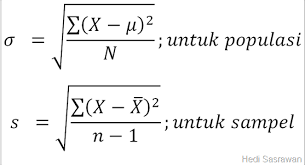 σ = √(∑(X − μ)² / N) ; untuk populasi
s = √(∑(X − X̄)² / (n − 1)) ; untuk sampel
Hedi Sasrawan